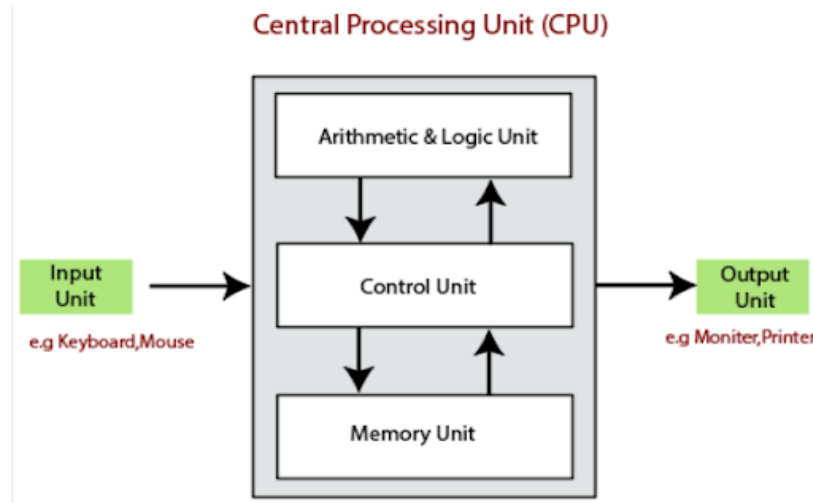 Central Processing Unit (CPU)
Arithmetic & Logic Unit
Input
Unit
e.g Keyboard,Mouse
Control Unit
Output
Unit
e.g Moniter,Printer
Memory Unit